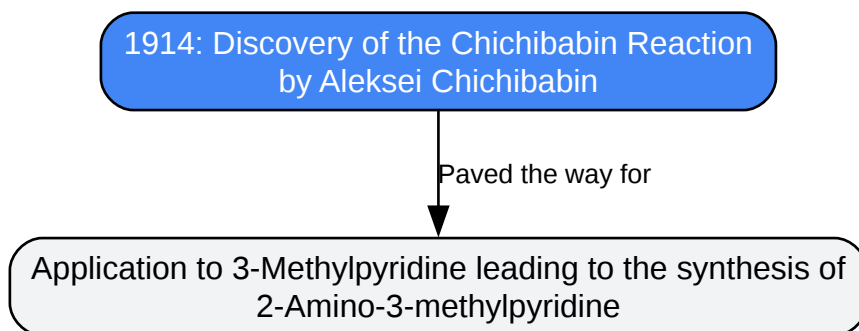 1914: Discovery of the Chichibabin Reaction
by Aleksei Chichibabin
Paved the way for
Application to 3-Methylpyridine leading to the synthesis of
2-Amino-3-methylpyridine